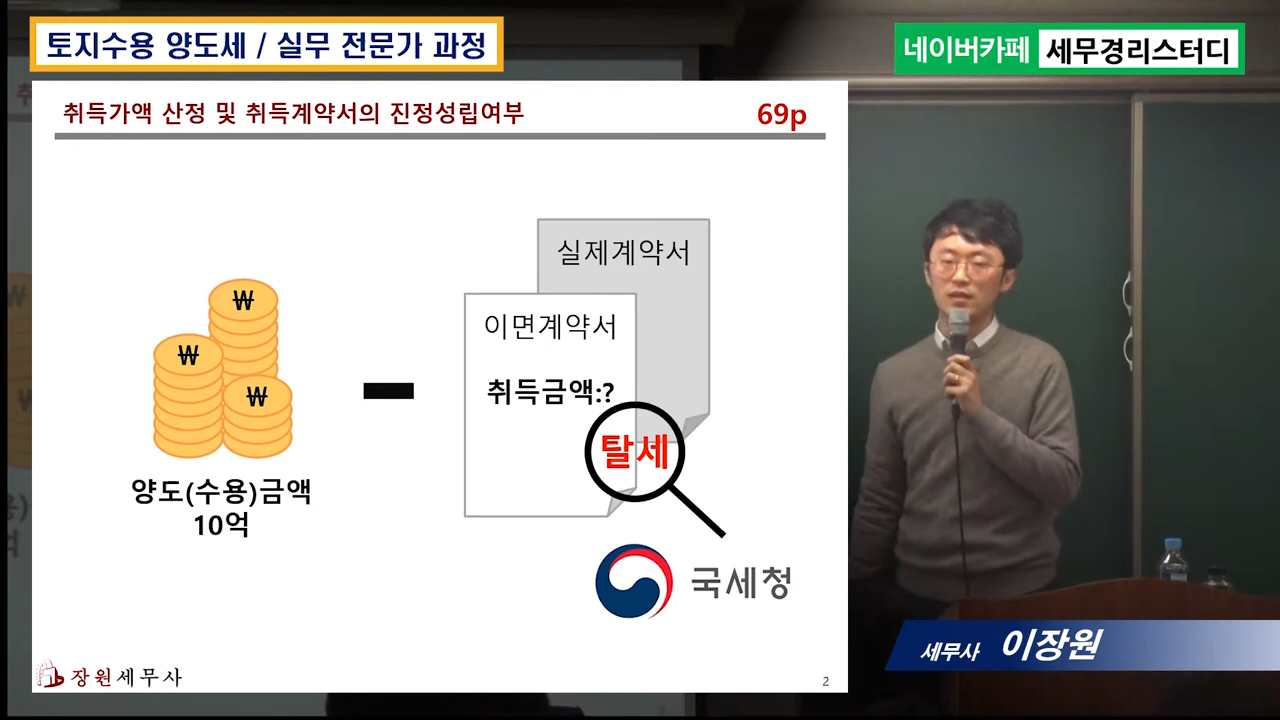 토지수용 양도세 / 실무 전문가 과정
네이버카페 세무경리스터디
취득가액 산정 및 취득계약서의 진정성립여부
69p
실제계약서
이면계약서
취득금액:?
탈세
₩
₩
₩
양도(수용)금액
10억
국세청
세무사 이장원
장원세무사
2